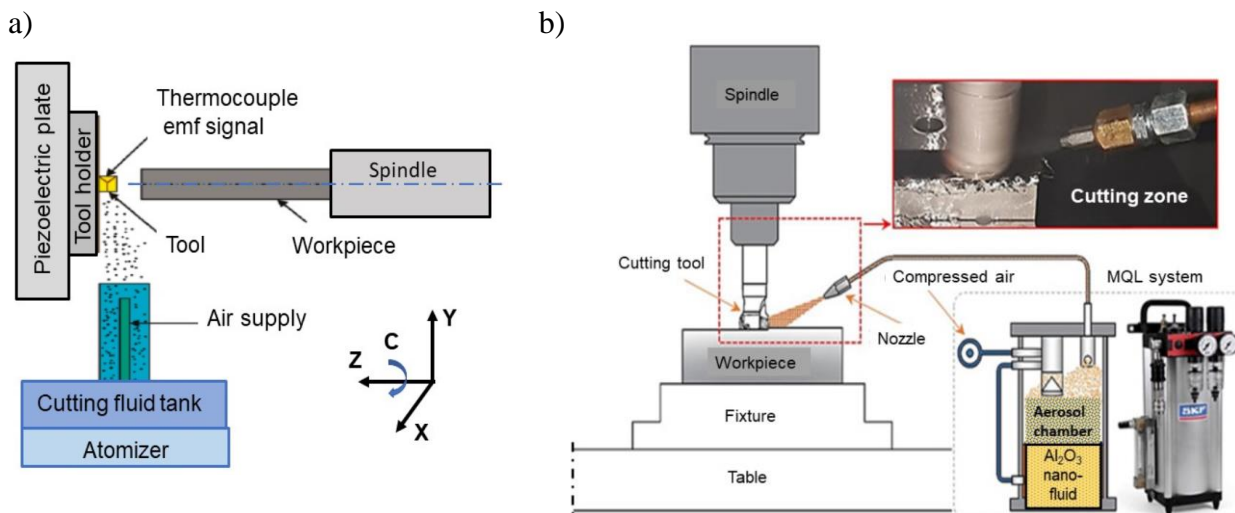 a)
Piezoelectric plate
Tool holder
Thermocouple
emf signal
Spindle
Tool
Workpiece
Air supply
Cutting fluid tank
Atomizer
Y
Z
C
X
b)
Spindle
Cutting zone
Cutting tool
Compressed air
MQL system
Nozzle
Workpiece
Fixture
Table
Aerosol
chamber
Al₂O₃
nano-
fluid
SKF